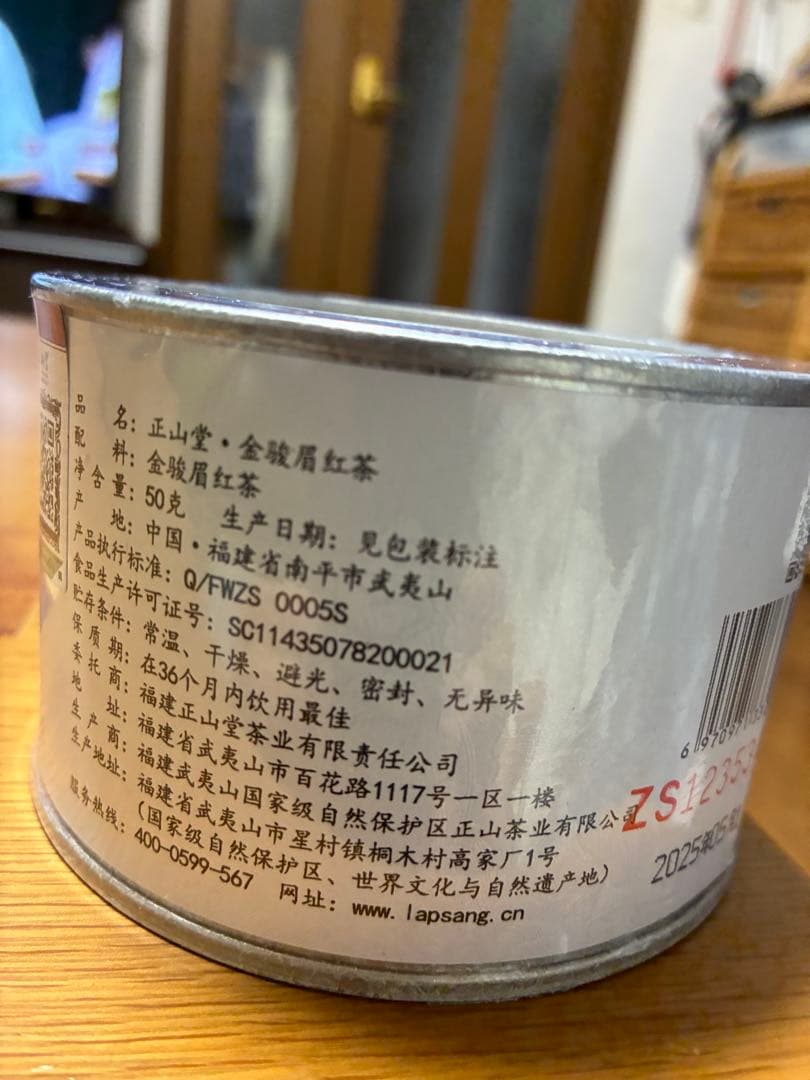 品 名：正山堂·金骏眉红茶
配 料：金骏眉红茶
净 含 量：50克 生产日期：见包装标注
产 地：中国·福建省南平市武夷山
产品执行标准：Q/FWZS 0005S
食品生产许可证号：SC11435078200021
贮存条件：常温、干燥、避光、密封、无异味
保 质 期：在36个月内饮用最佳
委 托 商：福建正山堂茶业有限责任公司
地 址：福建省武夷山市百花路1117号一区一楼
生 产 商：福建武夷山国家级自然保护区正山茶业有限公司
生产地址：福建省武夷山市星村镇桐木村高家厂1号
（国家级自然保护区、世界文化与自然遗产地）
服务热线：400-0599-567 网址：www.lapsang.cn
ZS12353
2025年05